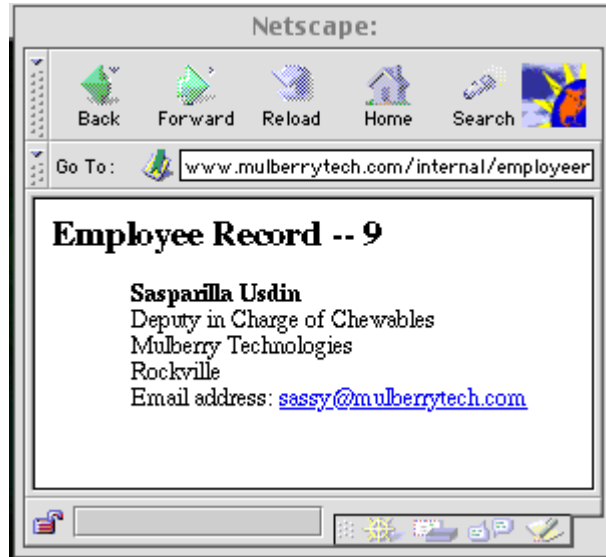 Netscape:
Back Forward Reload Home Search
Go To: www.mulberrytech.com/internal/employeer
Employee Record -- 9
Sasparilla Usdin
Deputy in Charge of Chewables
Mulberry Technologies
Rockville
Email address: sassy@mulberrytech.com